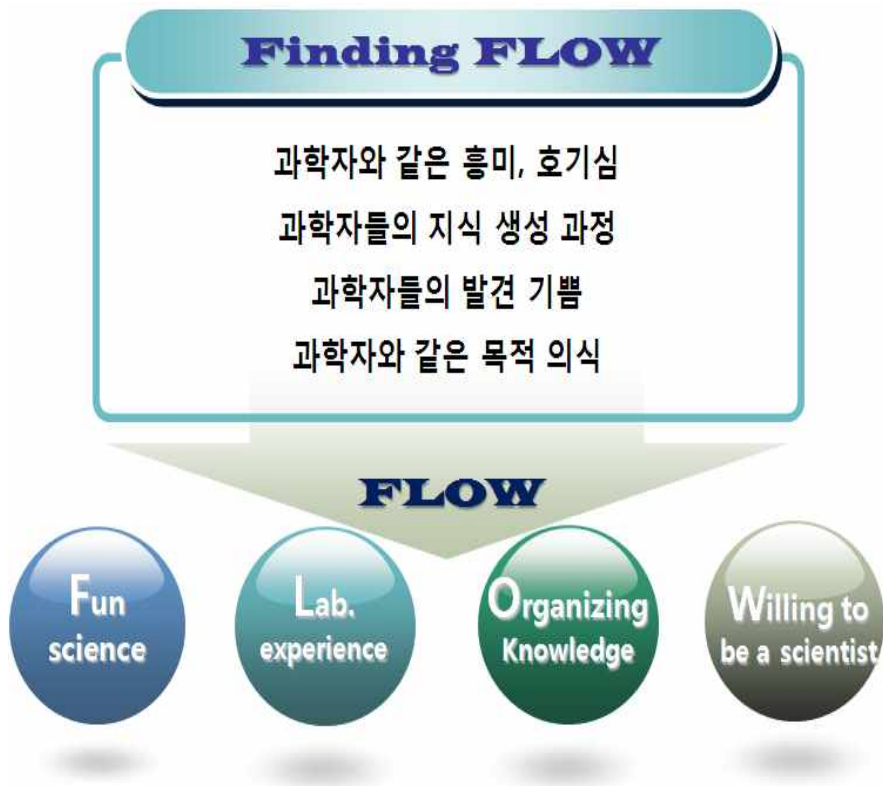 Finding FLOW
과학자와 같은 흥미, 호기심
과학자들의 지식 생성 과정
과학자들의 발견 기쁨
과학자와 같은 목적 의식
FLOW
Fun
science
Lab.
experience
Organizing
Knowledge
Willing to
be a scientist